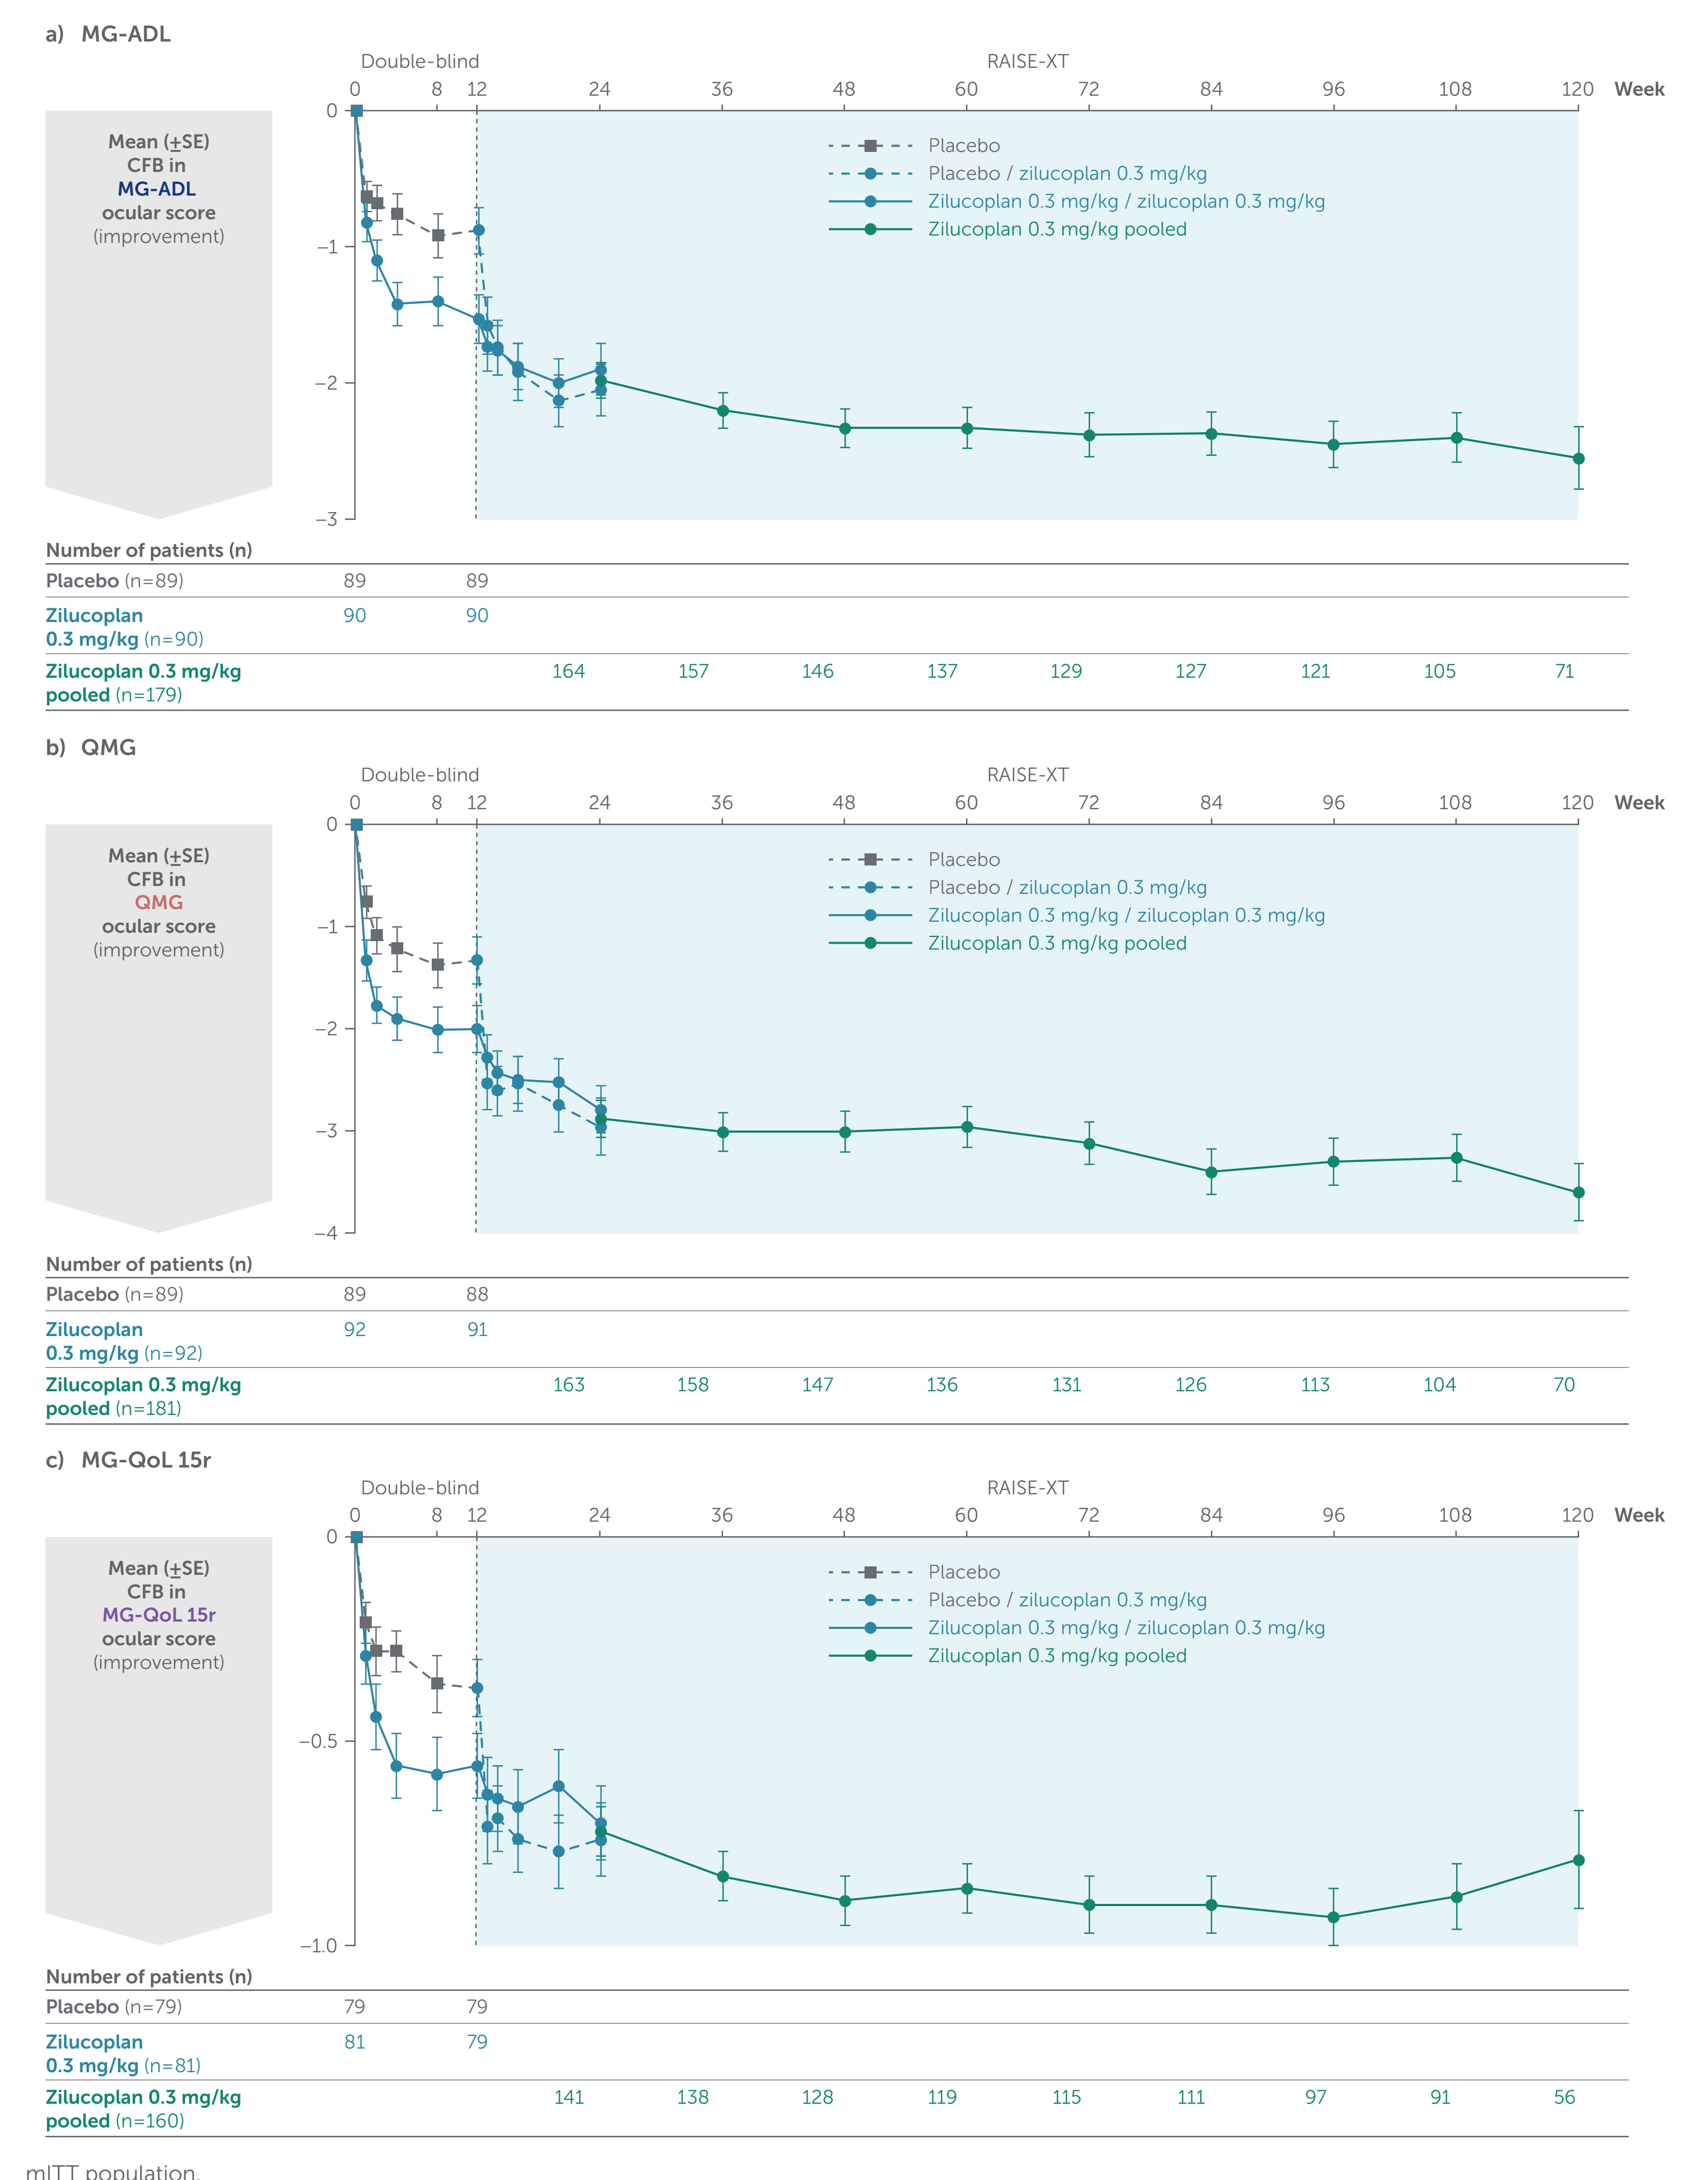 a) MG-ADL
Double-blind RAISE-XT
0 8 12 24 36 48 60 72 84 96 108 120 Week
Mean (±SE)
CFB in
MG-ADL
ocular score
(improvement)
0
−1
−2
−3
Placebo
Placebo / zilucoplan 0.3 mg/kg
Zilucoplan 0.3 mg/kg / zilucoplan 0.3 mg/kg
Zilucoplan 0.3 mg/kg pooled
Number of patients (n)
Placebo (n=89) 89 89
Zilucoplan 90 90
0.3 mg/kg (n=90)
Zilucoplan 0.3 mg/kg 164 157 146 137 129 127 121 105 71
pooled (n=179)
b) QMG
Double-blind RAISE-XT
0 8 12 24 36 48 60 72 84 96 108 120 Week
Mean (±SE)
CFB in
QMG
ocular score
(improvement)
0
−1
−2
−3
−4
Placebo
Placebo / zilucoplan 0.3 mg/kg
Zilucoplan 0.3 mg/kg / zilucoplan 0.3 mg/kg
Zilucoplan 0.3 mg/kg pooled
Number of patients (n)
Placebo (n=89) 89 88
Zilucoplan 92 91
0.3 mg/kg (n=92)
Zilucoplan 0.3 mg/kg 163 158 147 136 131 126 113 104 70
pooled (n=181)
c) MG-QoL 15r
Double-blind RAISE-XT
0 8 12 24 36 48 60 72 84 96 108 120 Week
Mean (±SE)
CFB in
MG-QoL 15r
ocular score
(improvement)
0
−0.5
−1.0
Placebo
Placebo / zilucoplan 0.3 mg/kg
Zilucoplan 0.3 mg/kg / zilucoplan 0.3 mg/kg
Zilucoplan 0.3 mg/kg pooled
Number of patients (n)
Placebo (n=79) 79 79
Zilucoplan 81 79
0.3 mg/kg (n=81)
Zilucoplan 0.3 mg/kg 141 138 128 119 115 111 97 91 56
pooled (n=160)
mITT population.